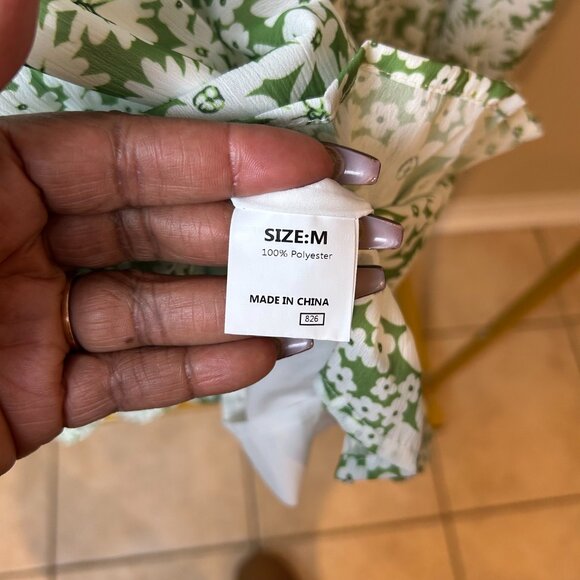 SIZE:M
100% Polyester
MADE IN CHINA
826